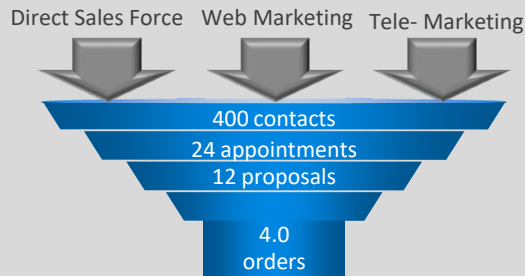 Direct Sales Force
Web Marketing
Tele- Marketing
400 contacts
24 appointments
12 proposals
4.0
orders